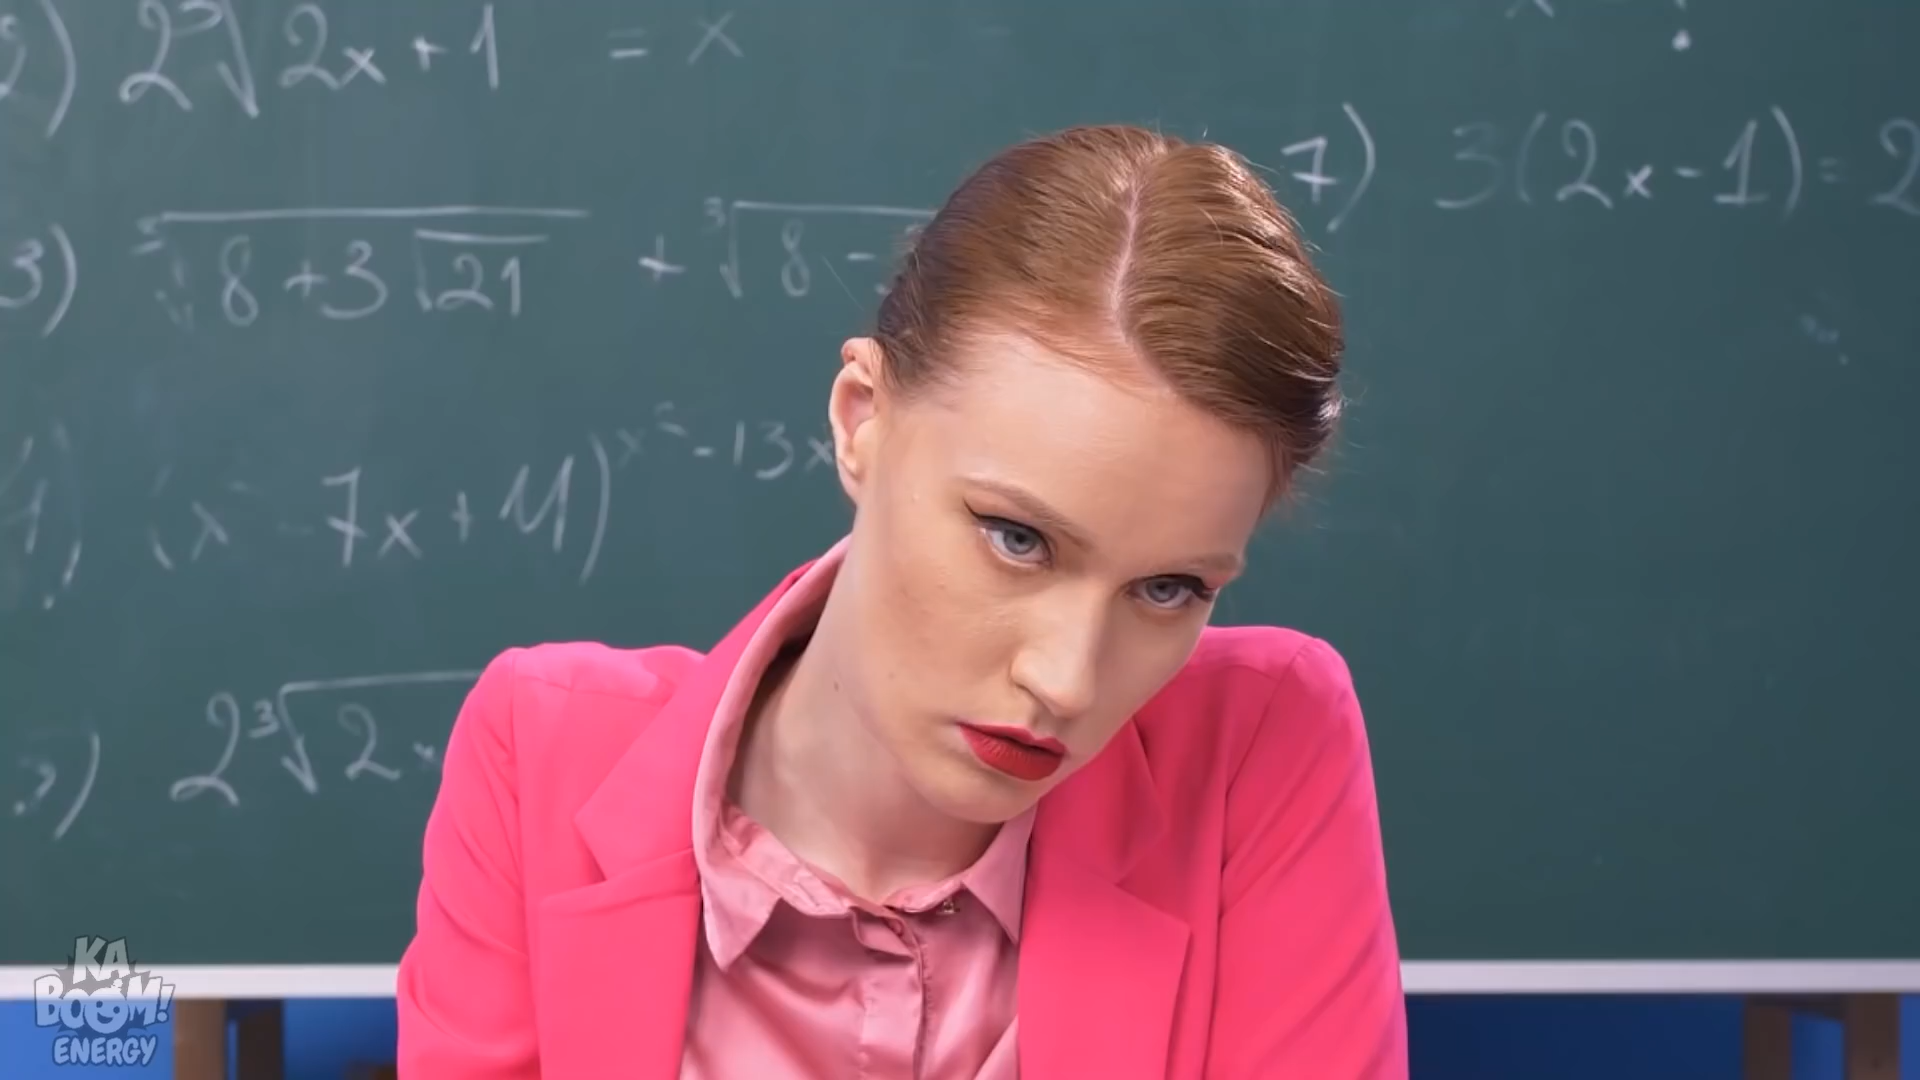 2) 2∛2x+1 = x
7) 3(2x-1)= 2
3) ∛8+3√21 + ∛8-
(x - 7x+11)^x²-13x
2∛2x
KA
BOOM!
ENERGY